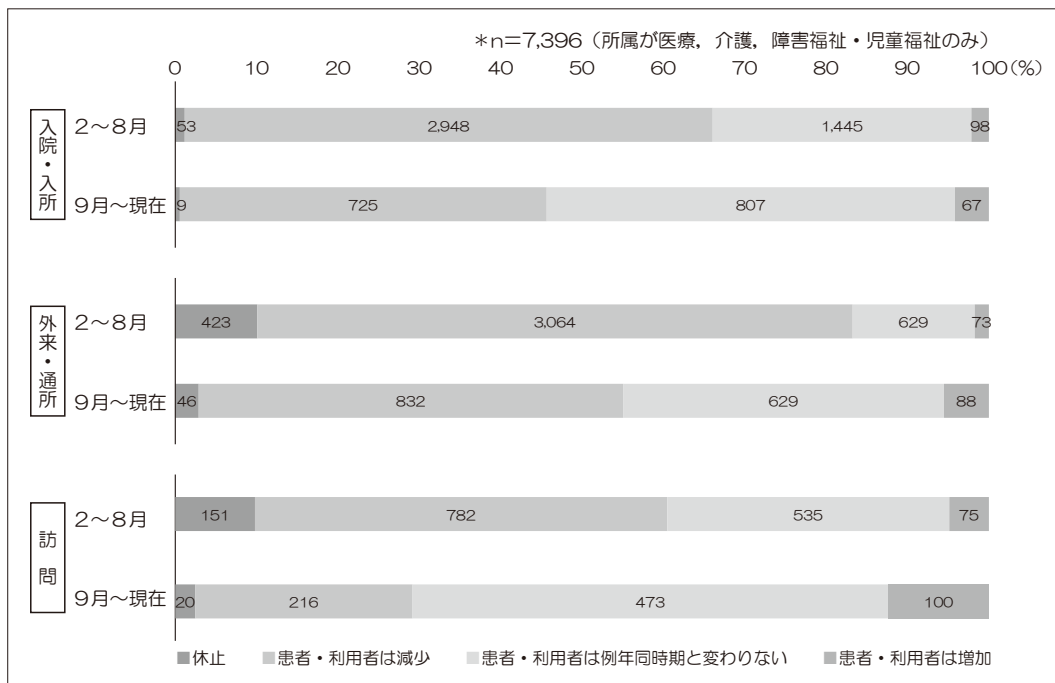 *n=7,396（所属が医療，介護，障害福祉・児童福祉のみ）
0 10 20 30 40 50 60 70 80 90 100(%)
入院・入所
2～8月 53 2,948 1,445 98
9月～現在 9 725 807 67
外来・通所
2～8月 423 3,064 629 73
9月～現在 46 832 629 88
訪問
2～8月 151 782 535 75
9月～現在 20 216 473 100
■休止 ■患者・利用者は減少 ■患者・利用者は例年同時期と変わりない ■患者・利用者は増加